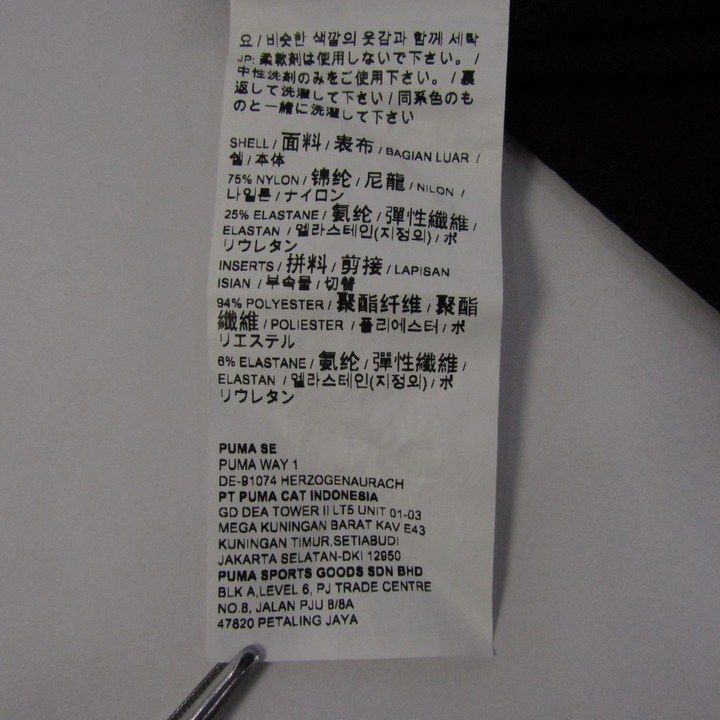 요 / 비슷한 색깔의 옷감과 함께 세탁
JP: 柔軟剤は使用しないで下さい。 /
中性洗剤のみをご使用下さい。 / 裏
返して洗濯して下さい / 同系色のも
のと一緒に洗濯して下さい
SHELL / 面料 / 表布 / BAGIAN LUAR /
쉘 / 本体
75% NYLON / 锦纶 / 尼龍 / NILON /
나일론 / ナイロン
25% ELASTANE / 氨纶 / 彈性纖維 /
ELASTAN / 엘라스테인(지정외) / ポ
リウレタン
INSERTS / 拼料 / 剪接 / LAPISAN
ISIAN / 부속물 / 切替
94% POLYESTER / 聚酯纤维 / 聚酯
纖維 / POLIESTER / 폴리에스터 / ポ
リエステル
6% ELASTANE / 氨纶 / 彈性纖維 /
ELASTAN / 엘라스테인(지정외) / ポ
リウレタン
PUMA SE
PUMA WAY 1
DE-91074 HERZOGENAURACH
PT PUMA CAT INDONESIA
GD DEA TOWER II LT5 UNIT 01-03
MEGA KUNINGAN BARAT KAV E43
KUNINGAN TIMUR.SETIABUDI
JAKARTA SELATAN-DKI 12950
PUMA SPORTS GOODS SDN BHD
BLK A,LEVEL 6, PJ TRADE CENTRE
NO.8, JALAN PJU 8/8A
47820 PETALING JAYA